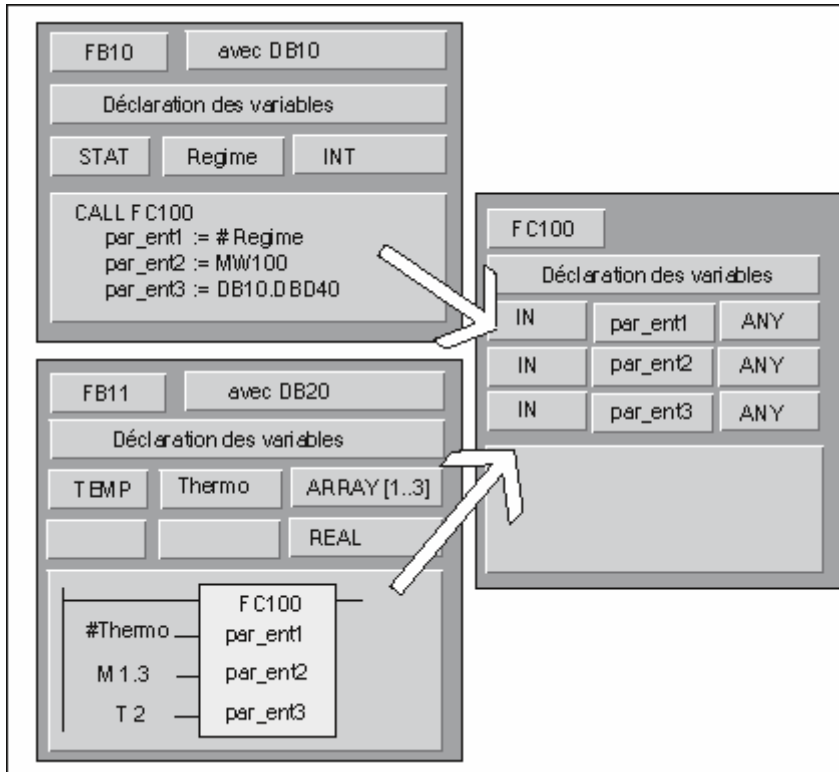 FB10 avec DB10
Déclaration des variables
STAT Regime INT
CALL FC100
par_ent1 := # Regime
par_ent2 := MW100
par_ent3 := DB10.DBD40
FB11 avec DB20
Déclaration des variables
TEMP Thermo ARRAY [1..3]
REAL
FC100
#Thermo par_ent1
M 1.3 par_ent2
T 2 par_ent3
FC100
Déclaration des variables
IN par_ent1 ANY
IN par_ent2 ANY
IN par_ent3 ANY